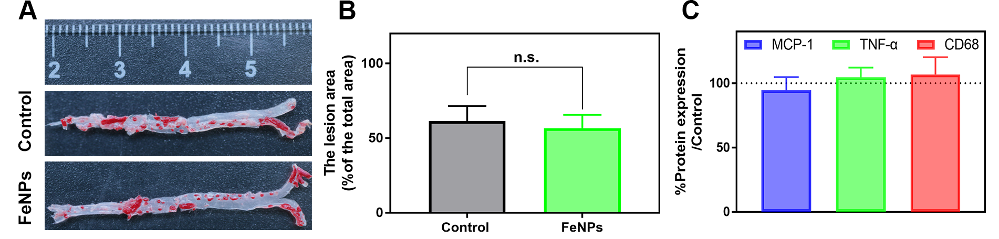 A
2 3 4 5
Control
FeNPs
B
The lesion area
(%of the total area)
100
50
0
n.s.
Control FeNPs
C
%Protein expression
/Control
MCP-1 TNF-α CD68
100
50
0